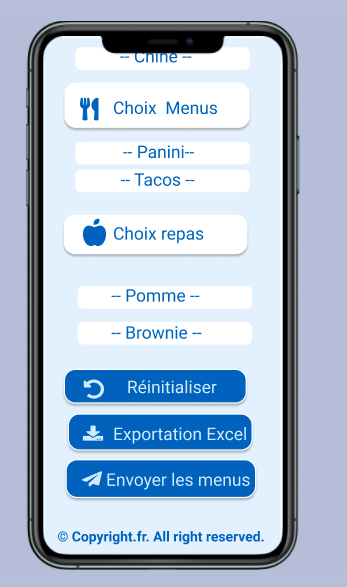 -- Chine --
Choix Menus
-- Panini--
-- Tacos --
Choix repas
-- Pomme --
-- Brownie --
Réinitialiser
Exportation Excel
Envoyer les menus
© Copyright.fr. All right reserved.